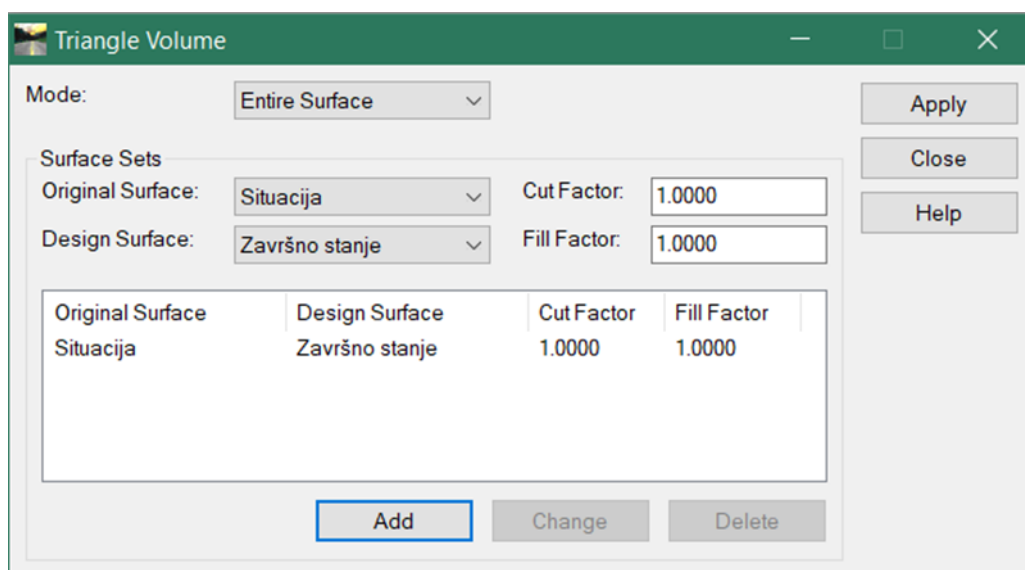 Triangle Volume
Mode: Entire Surface Apply
Surface Sets Close
Original Surface: Situacija Cut Factor: 1.0000 Help
Design Surface: Završno stanje Fill Factor: 1.0000
Original Surface Design Surface Cut Factor Fill Factor
Situacija Završno stanje 1.0000 1.0000
Add Change Delete